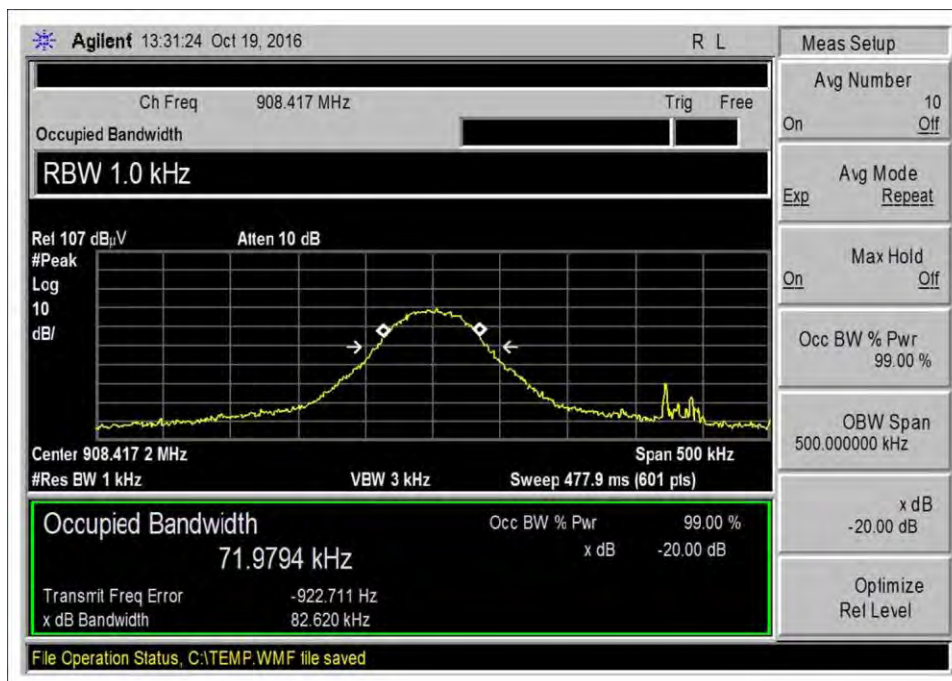 Agilent 13:31:24 Oct 19, 2016 R L
Ch Freq 908.417 MHz Trig Free
Occupied Bandwidth
RBW 1.0 kHz
Ref 107 dBµV Atten 10 dB
#Peak
Log
10
dB/
Center 908.417 2 MHz Span 500 kHz
#Res BW 1 kHz VBW 3 kHz Sweep 477.9 ms (601 pts)
Occupied Bandwidth
71.9794 kHz
Occ BW % Pwr 99.00 %
x dB -20.00 dB
Transmit Freq Error -922.711 Hz
x dB Bandwidth 82.620 kHz
File Operation Status, C:\TEMP.WMF file saved
Meas Setup
Avg Number
10
On Off
Avg Mode
Exp Repeat
Max Hold
On Off
Occ BW % Pwr
99.00 %
OBW Span
500.000000 kHz
x dB
-20.00 dB
Optimize
Ref Level